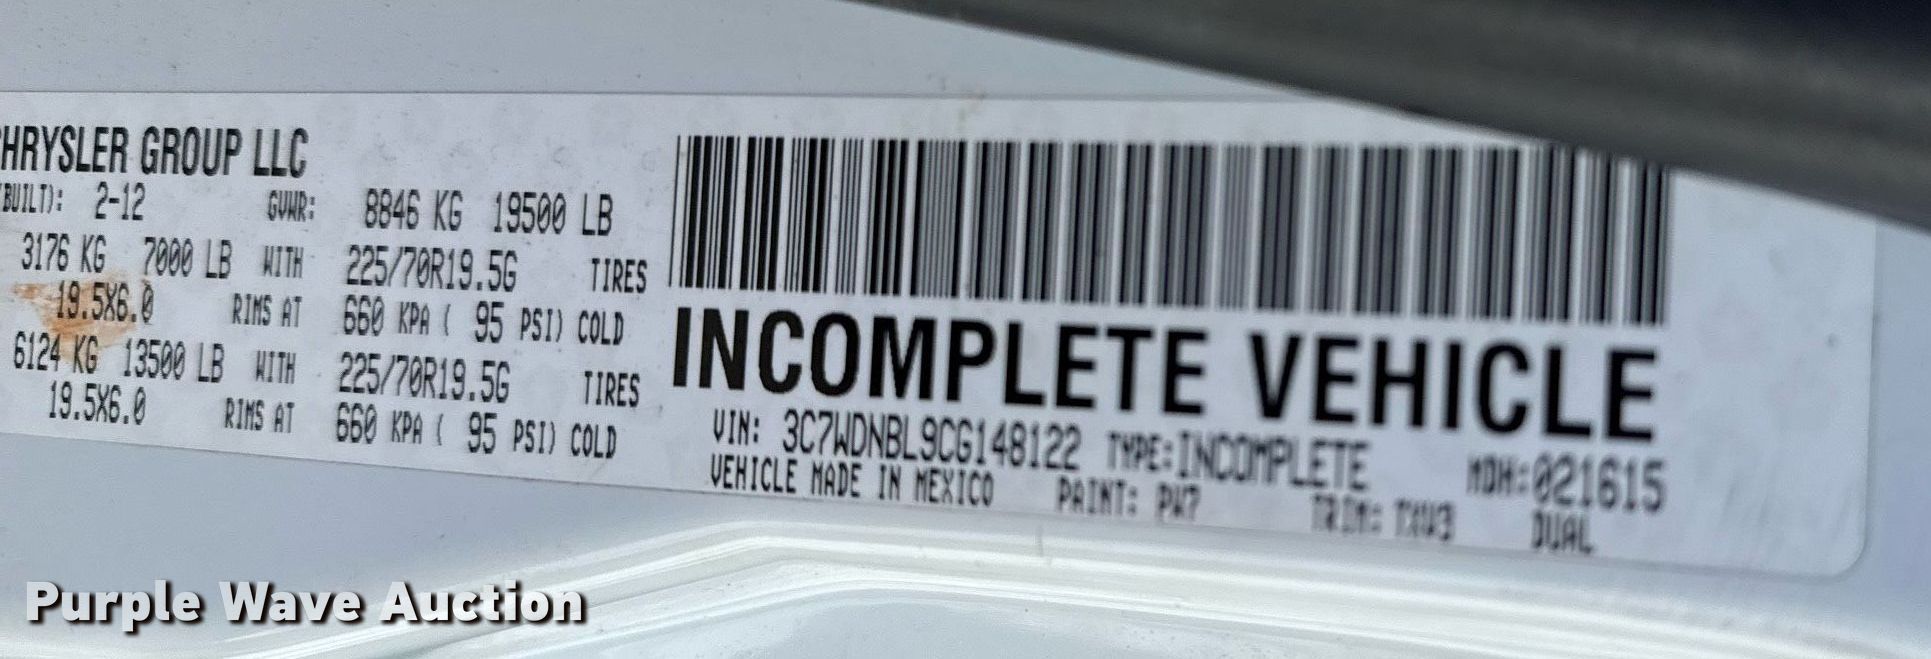 HRYSLER GROUP LLC
(BUILT): 2-12 GVWR: 8846 KG 19500 LB
3176 KG 7000 LB WITH 225/70R19.5G TIRES
19.5X6.0 RIMS AT 660 KPA ( 95 PSI) COLD
6124 KG 13500 LB WITH 225/70R19.5G TIRES
19.5X6.0 RIMS AT 660 KPA ( 95 PSI) COLD
INCOMPLETE VEHICLE
VIN: 3C7WDNBL9CG148122 TYPE:INCOMPLETE MDH:021615
VEHICLE MADE IN MEXICO PAINT: PW7 TRIM: DUAL
Purple Wave Auction